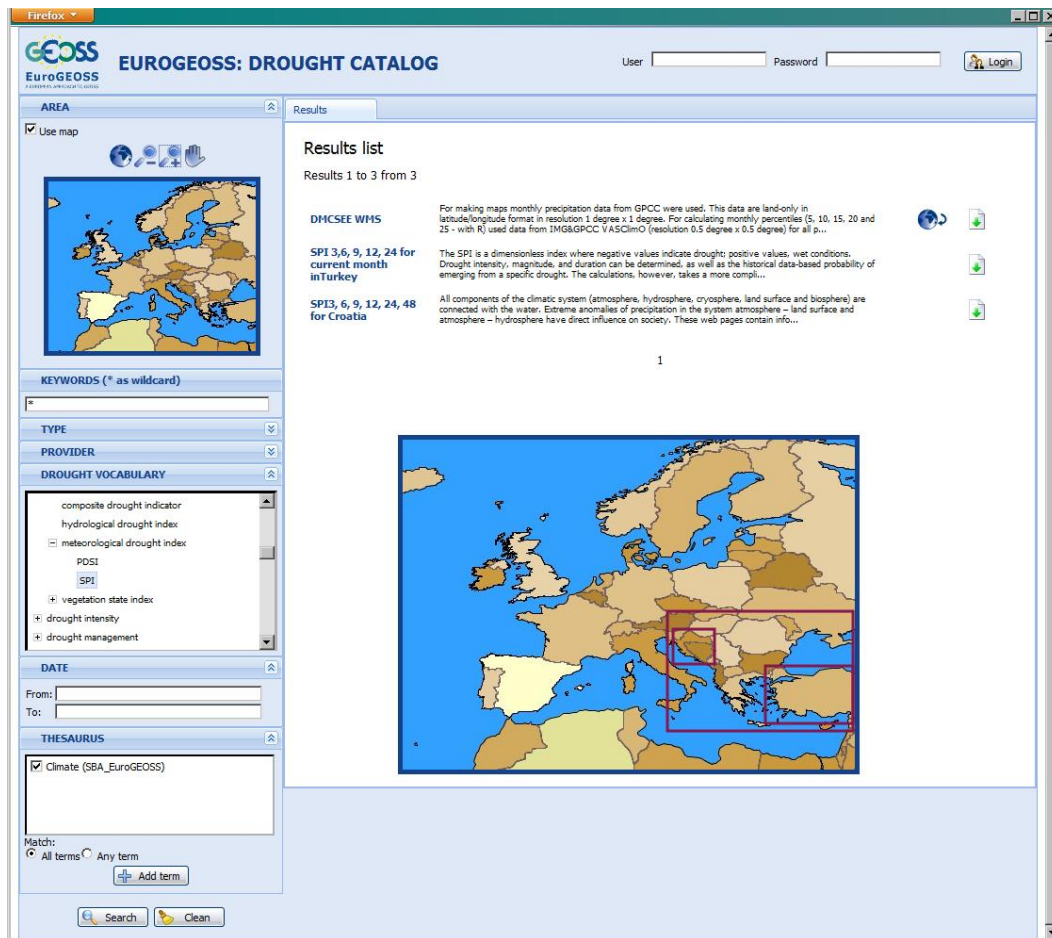 Firefox
GEOSS
EuroGEOSS
A EUROPEAN APPROACH TO GEOSS
EUROGEOSS: DROUGHT CATALOG
User
Password
Login
AREA
Use map
KEYWORDS (* as wildcard)
*
TYPE
PROVIDER
DROUGHT VOCABULARY
composite drought indicator
hydrological drought index
meteorological drought index
PDSI
SPI
vegetation state index
drought intensity
drought management
DATE
From:
To:
THESAURUS
Climate (SBA_EuroGEOSS)
Match:
All terms Any term
Add term
Search Clean
Results
Results list
Results 1 to 3 from 3
DMCSEE WMS
For making maps monthly precipitation data from GPCC were used. This data are land-only in
latitude/longitude format in resolution 1 degree x 1 degree. For calculating monthly percentiles (5, 10, 15, 20 and
25 - with R) used data from IMG&GPCC VASClimO (resolution 0.5 degree x 0.5 degree) for all p...
SPI 3,6, 9, 12, 24 for
current month
inTurkey
The SPI is a dimensionless index where negative values indicate drought; positive values, wet conditions.
Drought intensity, magnitude, and duration can be determined, as well as the historical data-based probability of
emerging from a specific drought. The calculations, however, takes a more compli...
SPI3, 6, 9, 12, 24, 48
for Croatia
All components of the climatic system (atmosphere, hydrosphere, cryosphere, land surface and biosphere) are
connected with the water. Extreme anomalies of precipitation in the system atmosphere – land surface and
atmosphere – hydrosphere have direct influence on society. These web pages contain info...
1